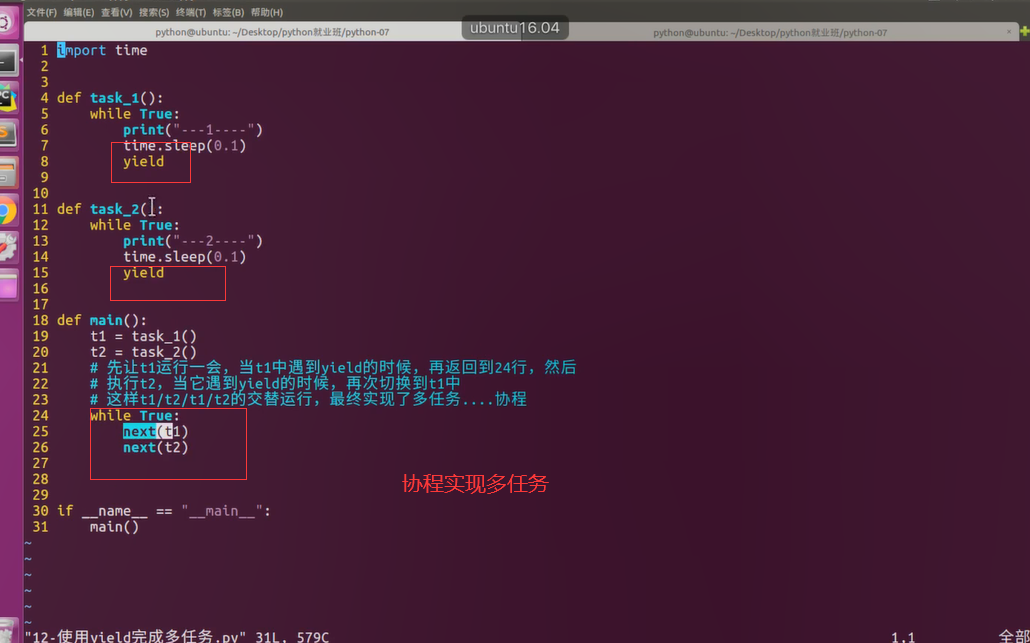 文件(F) 编辑(E) 查看(V) 搜索(S) 终端(T) 标签(B) 帮助(H)
ubuntu16.04
python@ubuntu: ~/Desktop/python就业班/python-07
python@ubuntu: ~/Desktop/python就业班/python-07
1 import time
2
3
4 def task_1():
5     while True:
6         print("---1----")
7         time.sleep(0.1)
8         yield
9
10
11 def task_2():
12     while True:
13         print("---2----")
14         time.sleep(0.1)
15         yield
16
17
18 def main():
19     t1 = task_1()
20     t2 = task_2()
21     # 先让t1运行一会，当t1中遇到yield的时候，再返回到24行，然后
22     # 执行t2，当它遇到yield的时候，再次切换到t1中
23     # 这样t1/t2/t1/t2的交替运行，最终实现了多任务....协程
24     while True:
25         next(t1)
26         next(t2)
27
28
29
30 if __name__ == "__main__":
31     main()
协程实现多任务
~
~
~
~
~
~
"12-使用yield完成多任务.py" 31L, 579C 1,1 全部